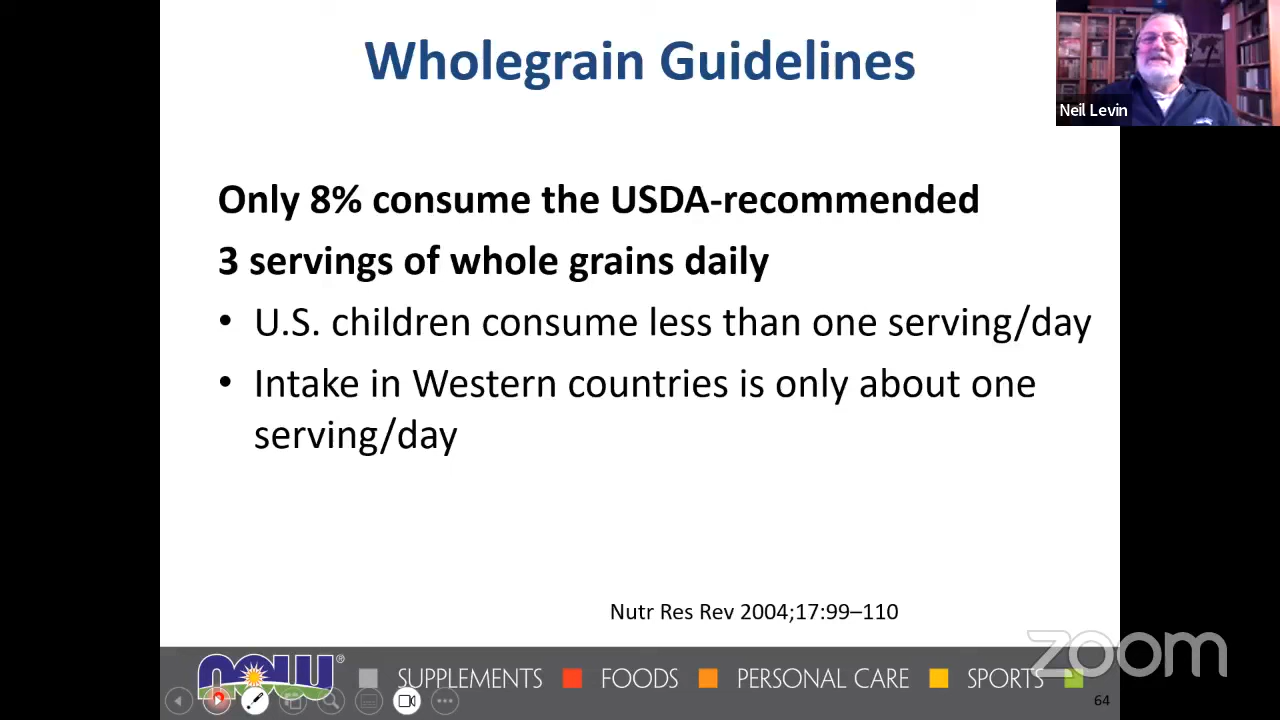 Wholegrain Guidelines
Neil Levin
Only 8% consume the USDA-recommended
3 servings of whole grains daily
• U.S. children consume less than one serving/day
• Intake in Western countries is only about one
serving/day
Nutr Res Rev 2004;17:99–110
zoom
NOW® SUPPLEMENTS FOODS PERSONAL CARE SPORTS
64